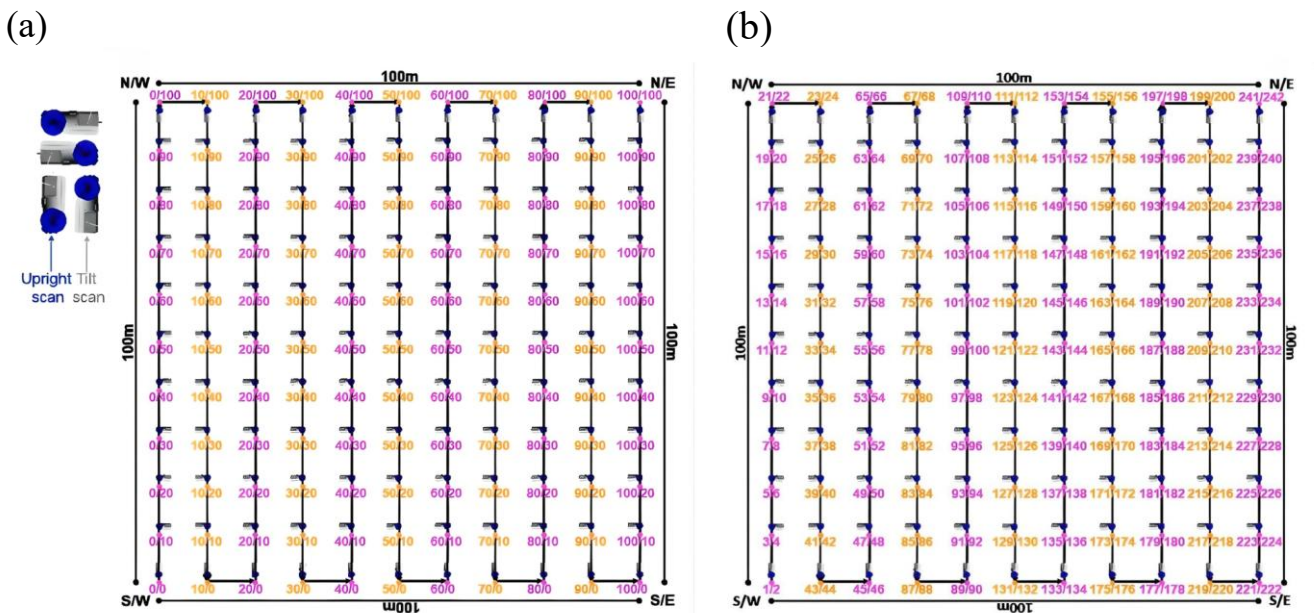 (a)
N/W 100m N/E
0/100 10/100 20/100 30/100 40/100 50/100 60/100 70/100 80/100 90/100 100/100
0/90 10/90 20/90 30/90 40/90 50/90 60/90 70/90 80/90 90/90 100/90
0/80 10/80 20/80 30/80 40/80 50/80 60/80 70/80 80/80 90/80 100/80
0/70 10/70 20/70 30/70 40/70 50/70 60/70 70/70 80/70 90/70 100/70
Upright Tilt
scan scan
0/60 10/60 20/60 30/60 40/60 50/60 60/60 70/60 80/60 90/60 100/60
100m
0/50 10/50 20/50 30/50 40/50 50/50 60/50 70/50 80/50 90/50 100/50
100m
0/40 10/40 20/40 30/40 40/40 50/40 60/40 70/40 80/40 90/40 100/40
0/30 10/30 20/30 30/30 40/30 50/30 60/30 70/30 80/30 90/30 100/30
0/20 10/20 20/20 30/20 40/20 50/20 60/20 70/20 80/20 90/20 100/20
0/10 10/10 20/10 30/10 40/10 50/10 60/10 70/10 80/10 90/10 100/10
0/0 10/0 20/0 30/0 40/0 50/0 60/0 70/0 80/0 90/0 100/0
S/W 100m S/E
(b)
N/W 100m N/E
21/22 23/24 65/66 67/68 109/110 111/112 153/154 155/156 197/198 199/200 241/242
19/20 25/26 63/64 69/70 107/108 113/114 151/152 157/158 195/196 201/202 239/240
17/18 27/28 61/62 71/72 105/106 115/116 149/150 159/160 193/194 203/204 237/238
15/16 29/30 59/60 73/74 103/104 117/118 147/148 161/162 191/192 205/206 235/236
13/14 31/32 57/58 75/76 101/102 119/120 145/146 163/164 189/190 207/208 233/234
100m
11/12 33/34 55/56 77/78 99/100 121/122 143/144 165/166 187/188 209/210 231/232
100m
9/10 35/36 53/54 79/80 97/98 123/124 141/142 167/168 185/186 211/212 229/230
7/8 37/38 51/52 81/82 95/96 125/126 139/140 169/170 183/184 213/214 227/228
5/6 39/40 49/50 83/84 93/94 127/128 137/138 171/172 181/182 215/216 225/226
3/4 41/42 47/48 85/86 91/92 129/130 135/136 173/174 179/180 217/218 223/224
1/2 43/44 45/46 87/88 89/90 131/132 133/134 175/176 177/178 219/220 221/222
S/W 100m S/E